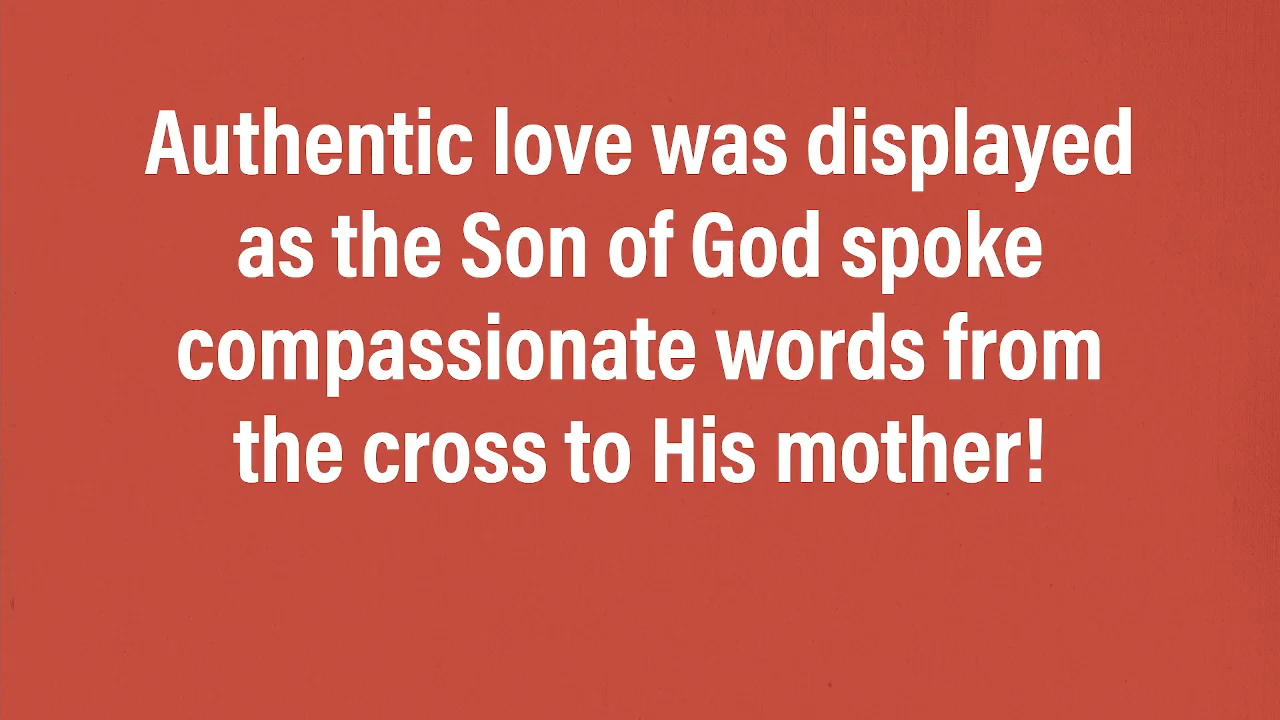 Authentic love was displayed
as the Son of God spoke
compassionate words from
the cross to His mother!